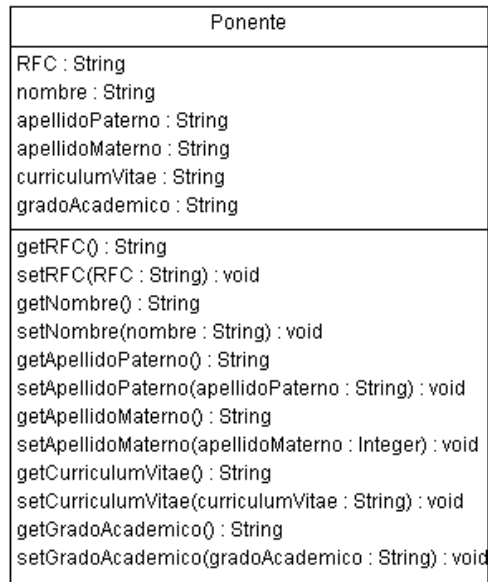 Ponente
RFC : String
nombre : String
apellidoPaterno : String
apellidoMaterno : String
curriculumVitae : String
gradoAcademico : String
getRFC() : String
setRFC(RFC : String) : void
getNombre() : String
setNombre(nombre : String) : void
getApellidoPaterno() : String
setApellidoPaterno(apellidoPaterno : String) : void
getApellidoMaterno() : String
setApellidoMaterno(apellidoMaterno : Integer) : void
getCurriculumVitae() : String
setCurriculumVitae(curriculumVitae : String) : void
getGradoAcademico() : String
setGradoAcademico(gradoAcademico : String) : void